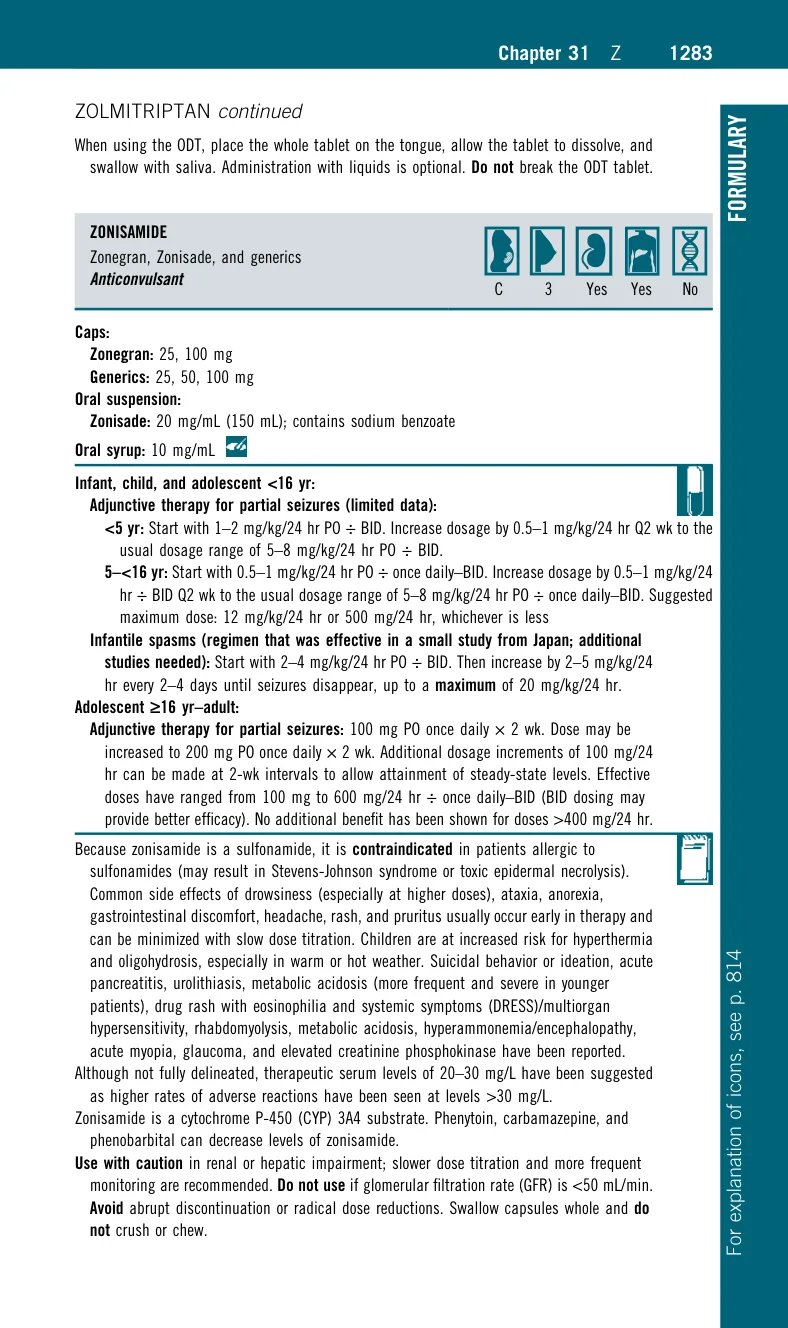 Chapter 31 Z 1283
ZOLMITRIPTAN continued
When using the ODT, place the whole tablet on the tongue, allow the tablet to dissolve, and
swallow with saliva. Administration with liquids is optional. Do not break the ODT tablet.
ZONISAMIDE
Zonegran, Zonisade, and generics
Anticonvulsant
C 3 Yes Yes No
Caps:
Zonegran: 25, 100 mg
Generics: 25, 50, 100 mg
Oral suspension:
Zonisade: 20 mg/mL (150 mL); contains sodium benzoate
Oral syrup: 10 mg/mL
Infant, child, and adolescent <16 yr:
Adjunctive therapy for partial seizures (limited data):
<5 yr: Start with 1–2 mg/kg/24 hr PO ÷ BID. Increase dosage by 0.5–1 mg/kg/24 hr Q2 wk to the
usual dosage range of 5–8 mg/kg/24 hr PO ÷ BID.
5–<16 yr: Start with 0.5–1 mg/kg/24 hr PO ÷ once daily–BID. Increase dosage by 0.5–1 mg/kg/24
hr ÷ BID Q2 wk to the usual dosage range of 5–8 mg/kg/24 hr PO ÷ once daily–BID. Suggested
maximum dose: 12 mg/kg/24 hr or 500 mg/24 hr, whichever is less
Infantile spasms (regimen that was effective in a small study from Japan; additional
studies needed): Start with 2–4 mg/kg/24 hr PO ÷ BID. Then increase by 2–5 mg/kg/24
hr every 2–4 days until seizures disappear, up to a maximum of 20 mg/kg/24 hr.
Adolescent ≥16 yr–adult:
Adjunctive therapy for partial seizures: 100 mg PO once daily × 2 wk. Dose may be
increased to 200 mg PO once daily × 2 wk. Additional dosage increments of 100 mg/24
hr can be made at 2-wk intervals to allow attainment of steady-state levels. Effective
doses have ranged from 100 mg to 600 mg/24 hr ÷ once daily–BID (BID dosing may
provide better efficacy). No additional benefit has been shown for doses >400 mg/24 hr.
Because zonisamide is a sulfonamide, it is contraindicated in patients allergic to
sulfonamides (may result in Stevens-Johnson syndrome or toxic epidermal necrolysis).
Common side effects of drowsiness (especially at higher doses), ataxia, anorexia,
gastrointestinal discomfort, headache, rash, and pruritus usually occur early in therapy and
can be minimized with slow dose titration. Children are at increased risk for hyperthermia
and oligohydrosis, especially in warm or hot weather. Suicidal behavior or ideation, acute
pancreatitis, urolithiasis, metabolic acidosis (more frequent and severe in younger
patients), drug rash with eosinophilia and systemic symptoms (DRESS)/multiorgan
hypersensitivity, rhabdomyolysis, metabolic acidosis, hyperammonemia/encephalopathy,
acute myopia, glaucoma, and elevated creatinine phosphokinase have been reported.
Although not fully delineated, therapeutic serum levels of 20–30 mg/L have been suggested
as higher rates of adverse reactions have been seen at levels >30 mg/L.
Zonisamide is a cytochrome P-450 (CYP) 3A4 substrate. Phenytoin, carbamazepine, and
phenobarbital can decrease levels of zonisamide.
Use with caution in renal or hepatic impairment; slower dose titration and more frequent
monitoring are recommended. Do not use if glomerular filtration rate (GFR) is <50 mL/min.
Avoid abrupt discontinuation or radical dose reductions. Swallow capsules whole and do
not crush or chew.
FORMULARY
For explanation of icons, see p. 814